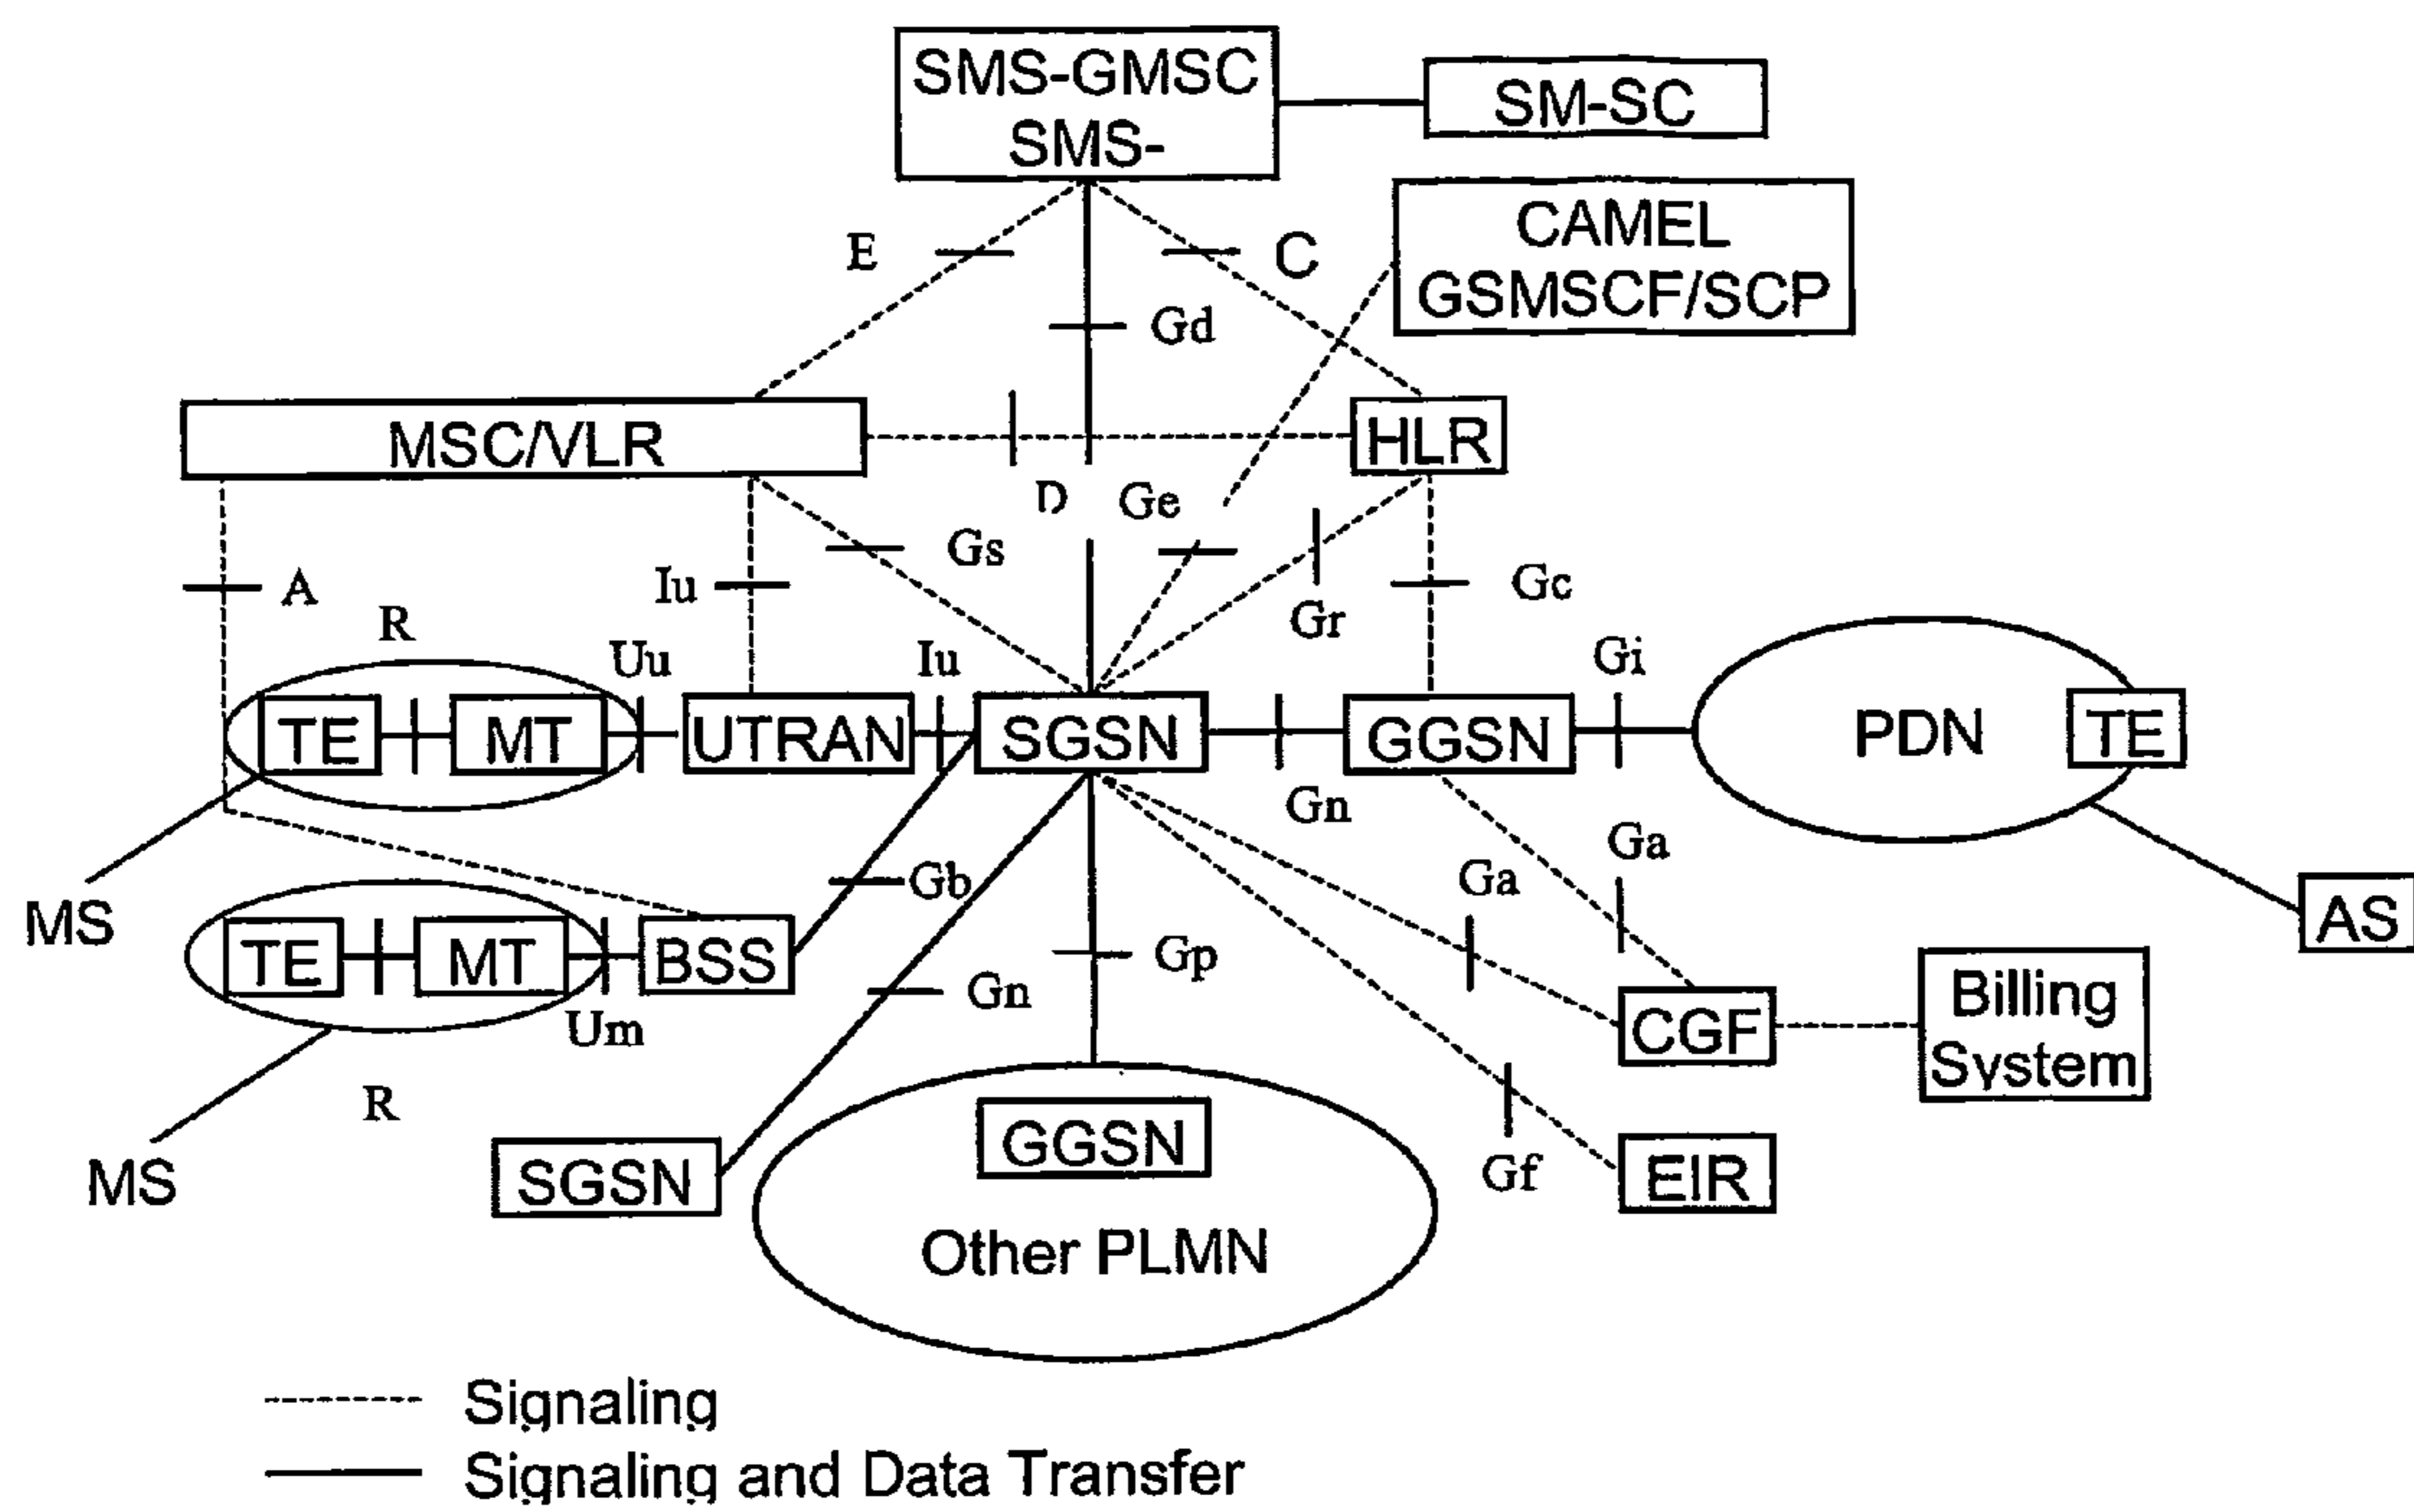 SMS-GMSC
SMS-
SM-SC
CAMEL
GSMSCF/SCP
E
C
Gd
MSC/VLR
HLR
D
Ge
Gs
A
Iu
Gr
Gc
R
Uu
Iu
Gi
TE
MT
UTRAN
SGSN
GGSN
PDN
TE
Gn
Ga
Ga
Gb
MS
AS
TE
MT
BSS
Gp
Gn
Um
CGF
Billing
System
R
GGSN
SGSN
MS
Gf
EIR
Other PLMN
Signaling
Signaling and Data Transfer